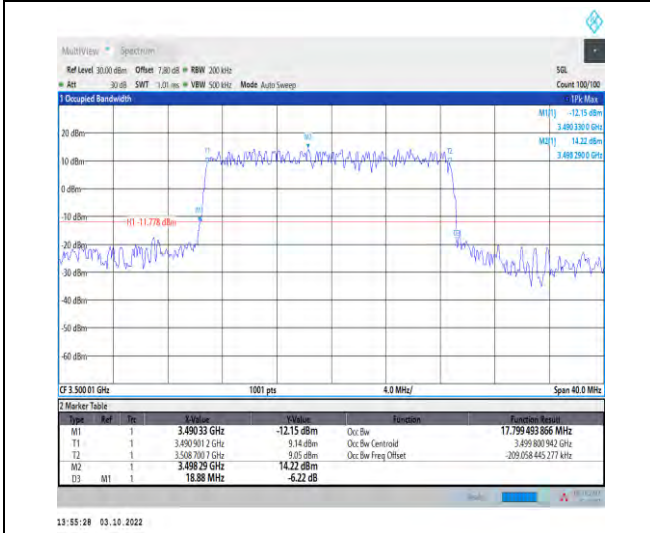 MultiView Spectrum
Ref Level 30.00 dBm Offset 7.80 dB RBW 200 kHz SGL
Att 30 dB SWT 1.01 ms VBW 500 kHz Mode Auto Sweep Count 100/100
1 Occupied Bandwidth 1Pk Max
M1[1] -12.15 dBm
3.490 330 0 GHz
M2[1] 14.22 dBm
3.498 290 0 GHz
20 dBm
M2
T1 T2
10 dBm
0 dBm
-10 dBm
M1
H1 -11.778 dBm
D3
-20 dBm
-30 dBm
-40 dBm
-50 dBm
-60 dBm
CF 3.500 01 GHz 1001 pts 4.0 MHz/ Span 40.0 MHz
2 Marker Table
Type Ref Trc X-Value Y-Value Function Function Result
M1 1 3.490 33 GHz -12.15 dBm Occ Bw 17.799 493 866 MHz
T1 1 3.490 901 2 GHz 9.14 dBm Occ Bw Centroid 3.499 800 942 GHz
T2 1 3.508 700 7 GHz 9.05 dBm Occ Bw Freq Offset -209.058 445 277 kHz
M2 1 3.498 29 GHz 14.22 dBm
D3 M1 1 18.88 MHz -6.22 dB
13:55:28 03.10.2022